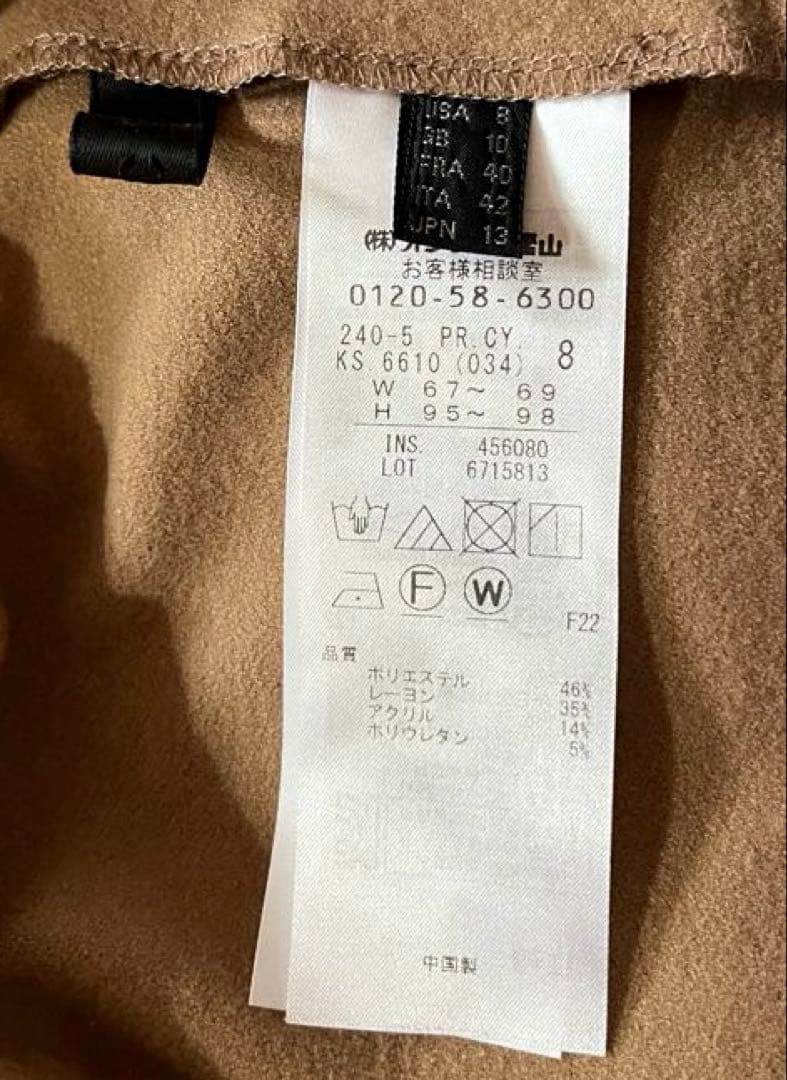 USA 8
GB 10
FRA 40
ITA 42
JPN 13
(株)
お客様相談室
0120-58-6300
240-5 PR.CY. 8
KS.6610 (034)
W 67~ 69
H 95~ 98
INS. 456080
LOT 6715813
F
W
F22
品質
ポリエステル 46%
レーヨン 35%
アクリル 14%
ポリウレタン 5%
中国製